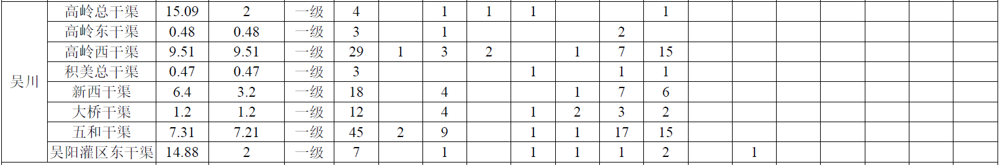 高岭总干渠 15.09 2 一级 4 1 1 1 1
高岭东干渠 0.48 0.48 一级 3 1 2
高岭西干渠 9.51 9.51 一级 29 1 3 2 1 7 15
积美总干渠 0.47 0.47 一级 3 1 1 1
吴川
新西干渠 6.4 3.2 一级 18 4 1 7 6
大桥干渠 1.2 1.2 一级 12 4 1 2 3 2
五和干渠 7.31 7.21 一级 45 2 9 1 1 17 15
吴阳灌区东干渠 14.88 2 一级 7 1 1 1 1 2 1